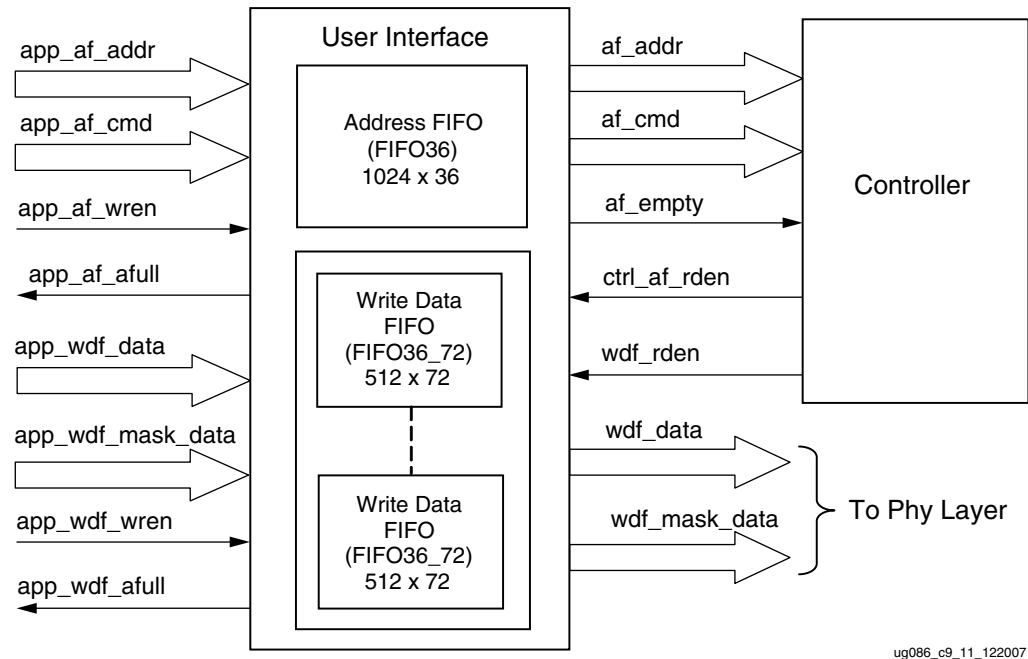 app_af_addr
app_af_cmd
app_af_wren
app_af_afull
app_wdf_data
app_wdf_mask_data
app_wdf_wren
app_wdf_afull
User Interface
Address FIFO
(FIFO36)
1024 x 36
Write Data
FIFO
(FIFO36_72)
512 x 72
Write Data
FIFO
(FIFO36_72)
512 x 72
af_addr
af_cmd
af_empty
ctrl_af_rden
wdf_rden
wdf_data
wdf_mask_data
Controller
To Phy Layer
ug086_c9_11_122007